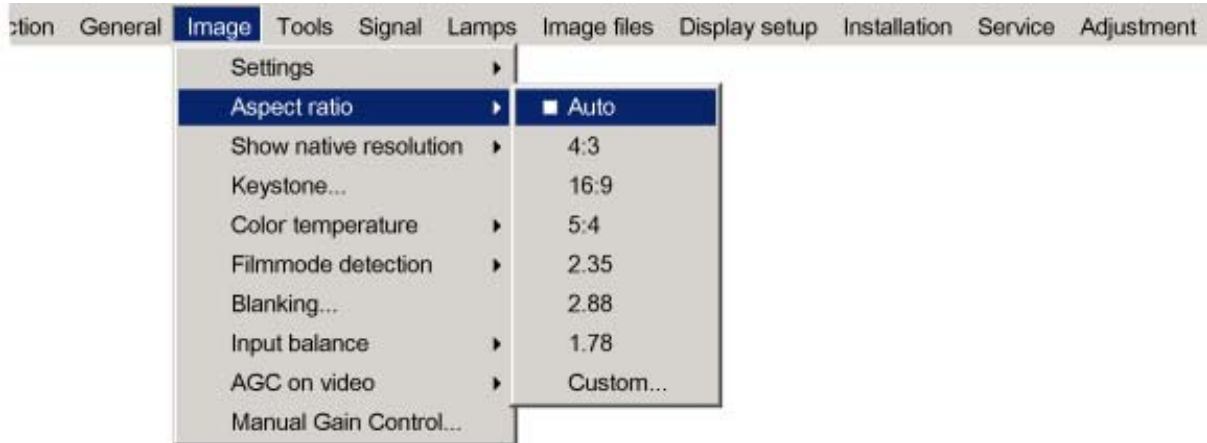 ction General Image Tools Signal Lamps Image files Display setup Installation Service Adjustment
Settings
Aspect ratio
Show native resolution
Keystone...
Color temperature
Filmmode detection
Blanking...
Input balance
AGC on video
Manual Gain Control...
Auto
4:3
16:9
5:4
2.35
2.88
1.78
Custom...